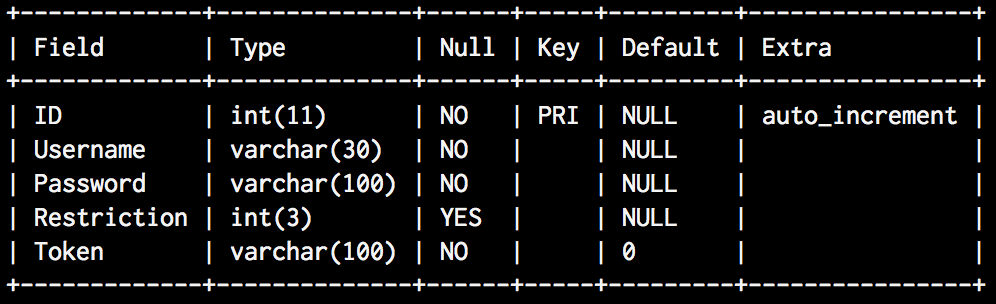 +-------------+--------------+------+-----+---------+----------------+
| Field       | Type         | Null | Key | Default | Extra          |
+-------------+--------------+------+-----+---------+----------------+
| ID          | int(11)      | NO   | PRI | NULL    | auto_increment |
| Username    | varchar(30)  | NO   |     | NULL    |                |
| Password    | varchar(100) | NO   |     | NULL    |                |
| Restriction | int(3)       | YES  |     | NULL    |                |
| Token       | varchar(100) | NO   |     | 0       |                |
+-------------+--------------+------+-----+---------+----------------+